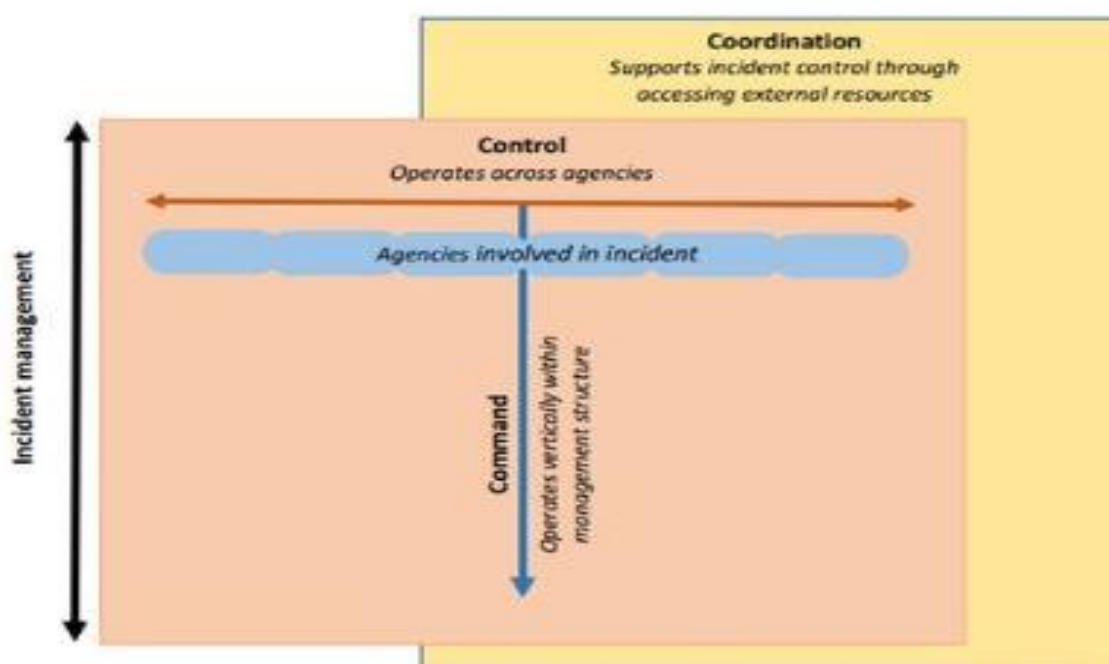 Coordination
Supports incident control through
accessing external resources
Control
Operates across agencies
Agencies involved in incident
Incident management
Command
Operates vertically within
management structure